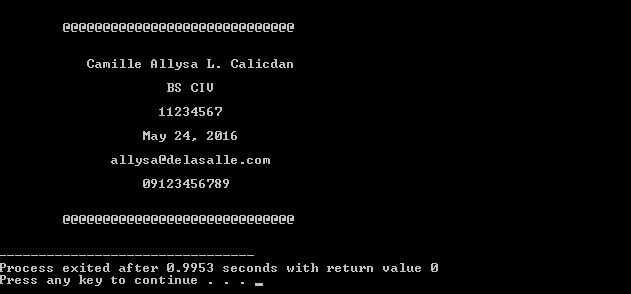 @@@@@@@@@@@@@@@@@@@@@@@@@@@@@
Camille Allysa L. Calicdan
BS CIV
11234567
May 24, 2016
allysa@delasalle.com
09123456789
@@@@@@@@@@@@@@@@@@@@@@@@@@@@@
--------------------------------
Process exited after 0.9953 seconds with return value 0
Press any key to continue . . . _